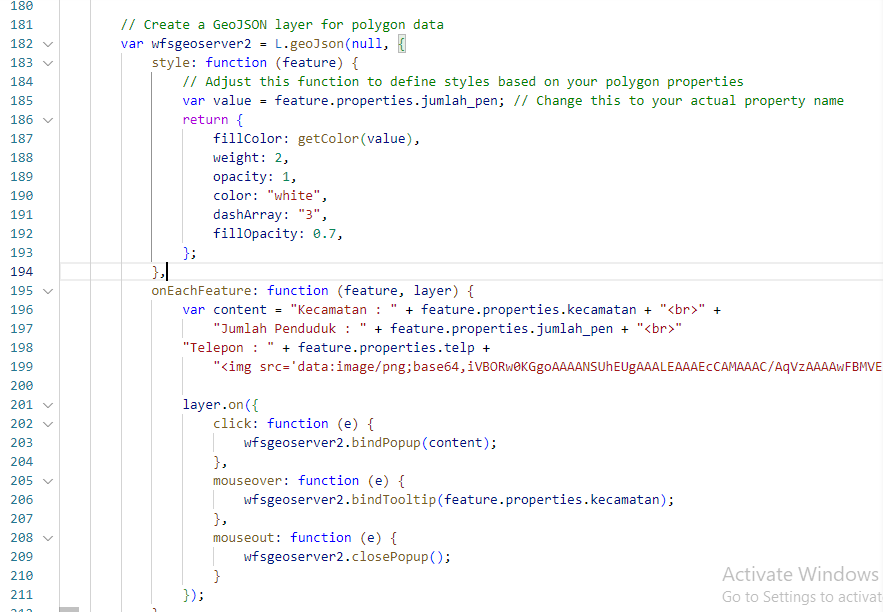 180
181 // Create a GeoJSON layer for polygon data
182 var wfsgeoserver2 = L.geoJson(null, {
183 style: function (feature) {
184 // Adjust this function to define styles based on your polygon properties
185 var value = feature.properties.jumlah_pen; // Change this to your actual property name
186 return {
187 fillColor: getColor(value),
188 weight: 2,
189 opacity: 1,
190 color: "white",
191 dashArray: "3",
192 fillOpacity: 0.7,
193 };
194 },
195 onEachFeature: function (feature, layer) {
196 var content = "Kecamatan : " + feature.properties.kecamatan + "<br>" +
197 "Jumlah Penduduk : " + feature.properties.jumlah_pen + "<br>"
198 "Telepon : " + feature.properties.telp +
199 "<img src='data:image/png;base64,iVBORw0KGgoAAAANSUhEUgAAALEAAAEcCAMAAAC/AqVzAAAAwFBMVE
200
201 layer.on({
202 click: function (e) {
203 wfsgeoserver2.bindPopup(content);
204 },
205 mouseover: function (e) {
206 wfsgeoserver2.bindTooltip(feature.properties.kecamatan);
207 },
208 mouseout: function (e) {
209 wfsgeoserver2.closePopup();
210 }
211 });
Activate Windows
Go to Settings to activat